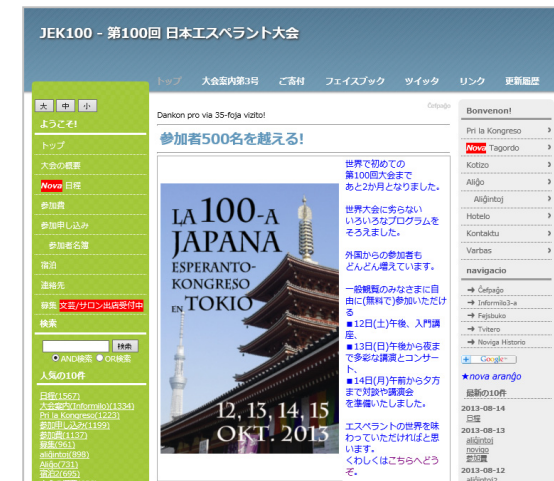 JEK100 - 第100回 日本エスペラント大会
トップ 大会案内第3号 ご寄付 フェイスブック ツイッタ リンク 更新履歴
大 中 小
ようこそ!
トップ
大会の概要
Nova 日程
参加費
参加申し込み
参加者名簿
宿泊
連絡先
募集 文芸/サロン出店受付中
検索
検索
AND検索 OR検索
人気の10件
日程(1567)
大会案内(Informilo)(1334)
Pri la Kongreso(1223)
参加申し込み(1199)
参加費(1137)
募集(961)
aliĝintoj(898)
Aliĝo(731)
宿泊2(695)
Ĉefpaĝo
Dankon pro via 35-foja vizito!
参加者500名を越える!
LA 100-A
JAPANA
ESPERANTO-
KONGRESO
EN TOKIO
12, 13, 14, 15
OKT. 2013
世界で初めての
第100回大会まで
あと2か月となりました。
世界大会に劣らない
いろいろなプログラムを
そろえました。
外国からの参加者も
どんどん増えています。
一般観覧のみなさまに自
由に(無料で)参加いただけ
る
■12日(土)午後、入門講
座、
■13日(日)午後から夜ま
で多彩な講演とコンサー
ト、
■14日(月)午前から夕方
まで対談や講演会
を準備いたしました。
エスペラントの世界を味
わっていただければと思
います。
くわしくはこちらへどう
ぞ。
Bonvenon!
Pri la Kongreso
Nova Tagordo
Kotizo
Aliĝo
Aliĝintoj
Hotelo
Kontaktu
Varbas
navigacio
Ĉefpaĝo
Informilo3-a
Fejsbuko
Tvitero
Noviga Historio
Google
★nova aranĝo
最新の10件
2013-08-14
日程
2013-08-13
aliĝintoj
novigo
参加費
2013-08-12
aliĝintoj2